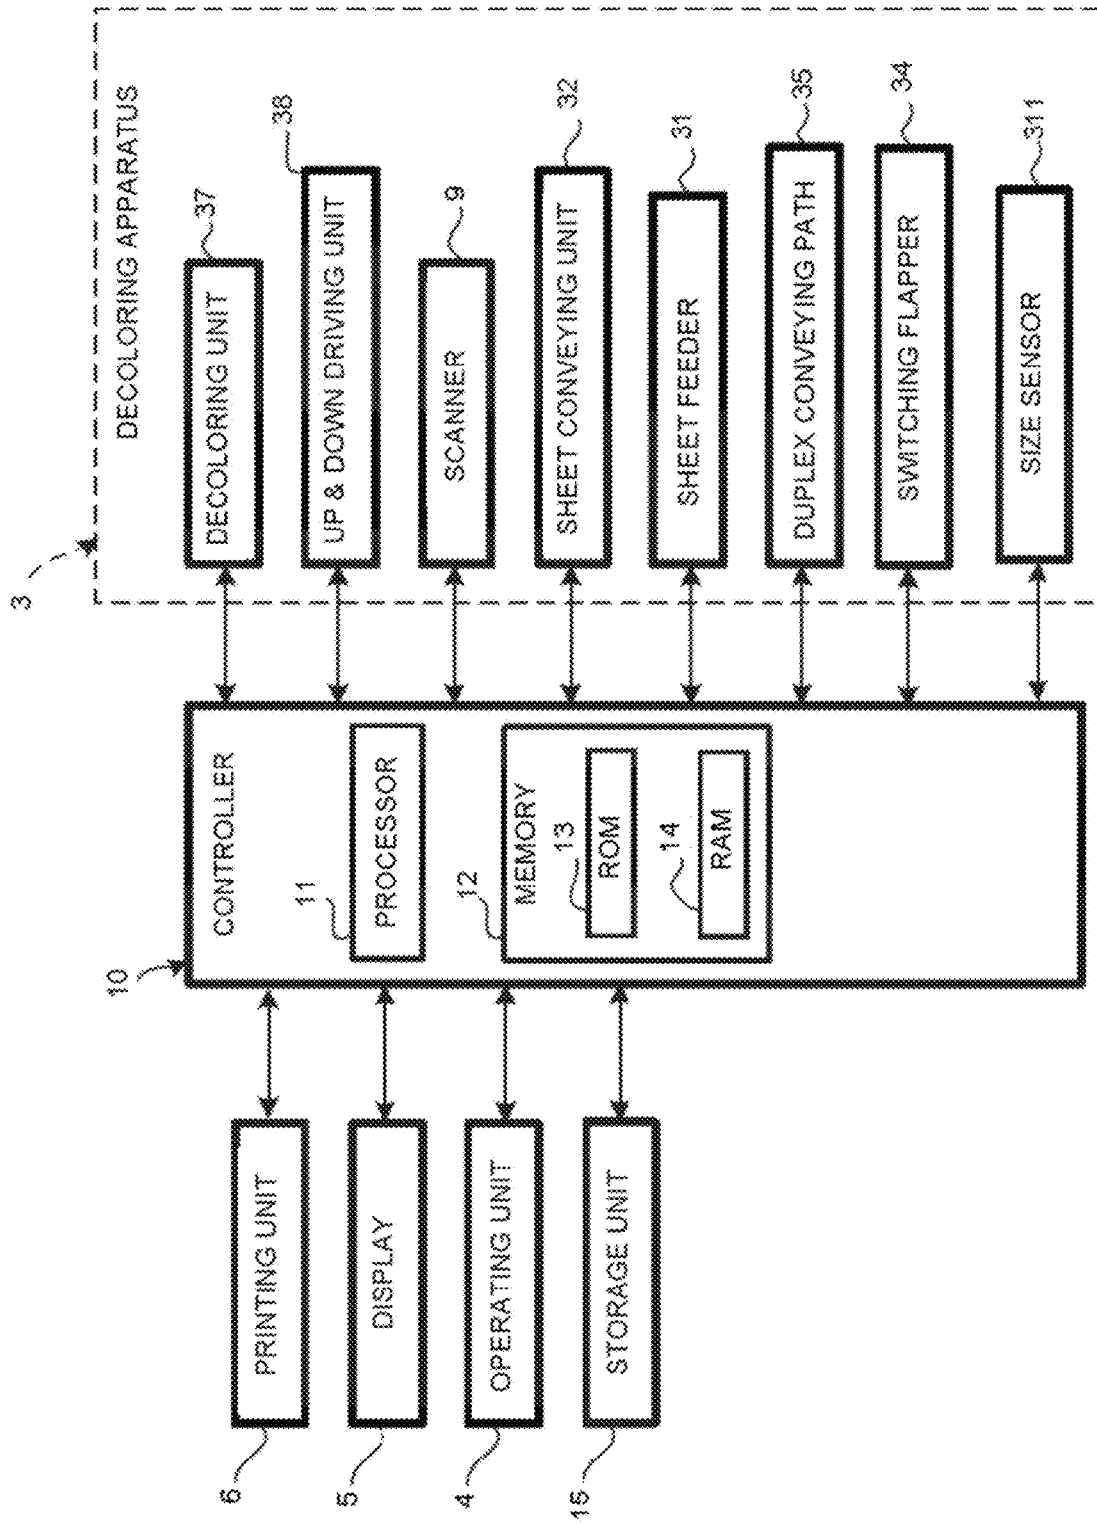 3
DECOLORING APPARATUS
10
CONTROLLER
6
PRINTING UNIT
DECOLORING UNIT
37
5
DISPLAY
11
PROCESSOR
UP & DOWN DRIVING UNIT
38
4
OPERATING UNIT
12
MEMORY
SCANNER
9
15
STORAGE UNIT
13
ROM
SHEET CONVEYING UNIT
32
14
RAM
SHEET FEEDER
31
DUPLEX CONVEYING PATH
35
SWITCHING FLAPPER
34
SIZE SENSOR
311